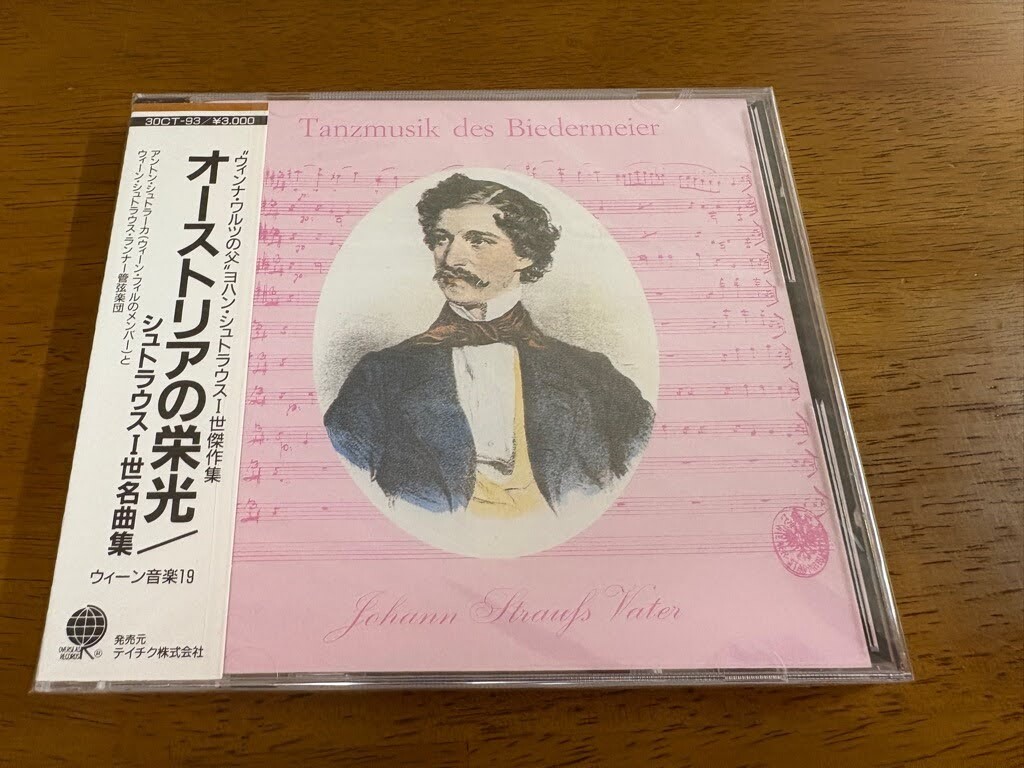 30CT-93/¥3.000
“ウィンナ・ワルツの父”ヨハン・シュトラウスⅠ世傑作集
オーストリアの栄光/
シュトラウスⅠ世名曲集
アントン・シュトラーカ(ウィーン・フィルのメンバー)と
ウィーン・シュトラウス・ランナー管弦楽団
ウィーン音楽19
OVERSEAS
RECORDS
R
発売元
テイチク株式会社
Tanzmusik des Biedermeier
Johann Strauſs Vater